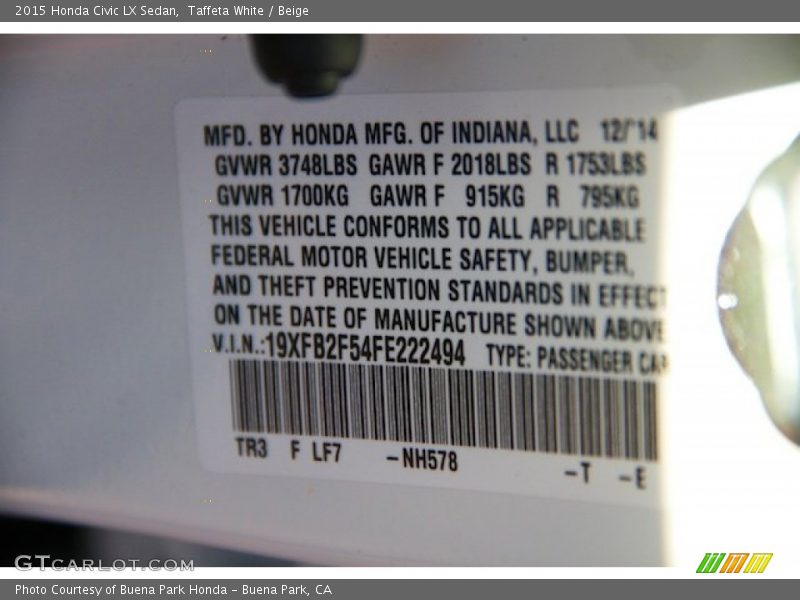 2015 Honda Civic LX Sedan, Taffeta White / Beige
MFD. BY HONDA MFG. OF INDIANA, LLC 12/14
GVWR 3748LBS GAWR F 2018LBS R 1753LBS
GVWR 1700KG GAWR F 915KG R 795KG
THIS VEHICLE CONFORMS TO ALL APPLICABLE
FEDERAL MOTOR VEHICLE SAFETY, BUMPER,
AND THEFT PREVENTION STANDARDS IN EFFECT
ON THE DATE OF MANUFACTURE SHOWN ABOVE
V.I.N.:19XFB2F54FE222494 TYPE: PASSENGER CAR
TR3 F LF7 -NH578 -T -E
GTCARLOT.COM
Photo Courtesy of Buena Park Honda - Buena Park, CA